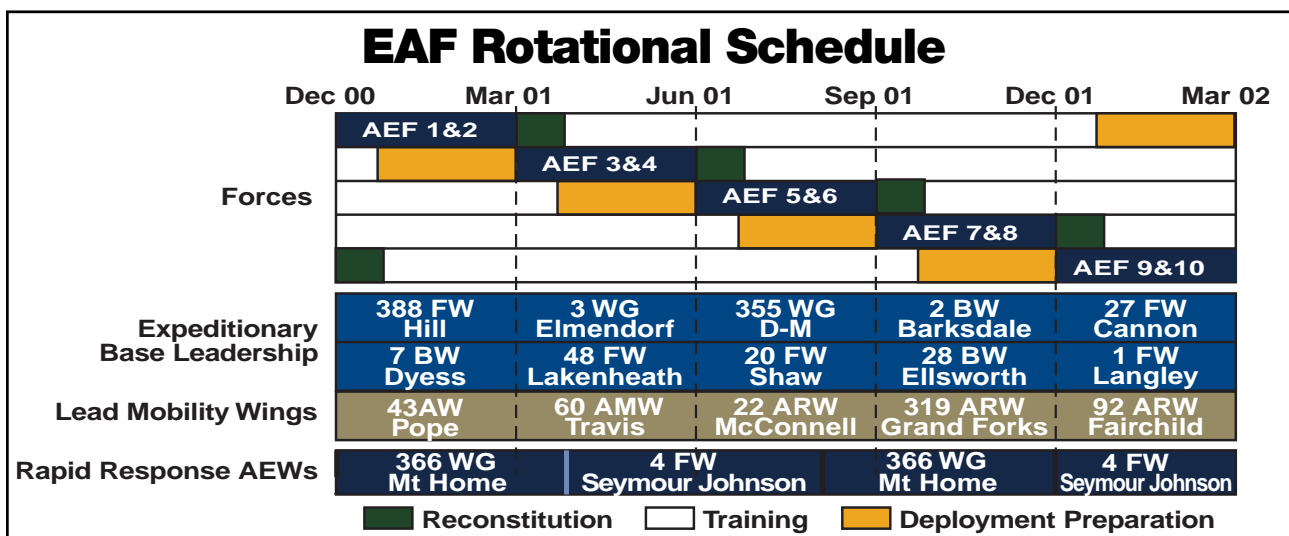 EAF Rotational Schedule
Dec 00 Mar 01 Jun 01 Sep 01 Dec 01 Mar 02
AEF 1&2
AEF 3&4
Forces AEF 5&6
AEF 7&8
AEF 9&10
388 FW 3 WG 355 WG 2 BW 27 FW
Expeditionary Hill Elmendorf D-M Barksdale Cannon
Base Leadership 7 BW 48 FW 20 FW 28 BW 1 FW
Dyess Lakenheath Shaw Ellsworth Langley
Lead Mobility Wings 43AW 60 AMW 22 ARW 319 ARW 92 ARW
Pope Travis McConnell Grand Forks Fairchild
Rapid Response AEWs 366 WG 4 FW 366 WG 4 FW
Mt Home Seymour Johnson Mt Home Seymour Johnson
Reconstitution Training Deployment Preparation